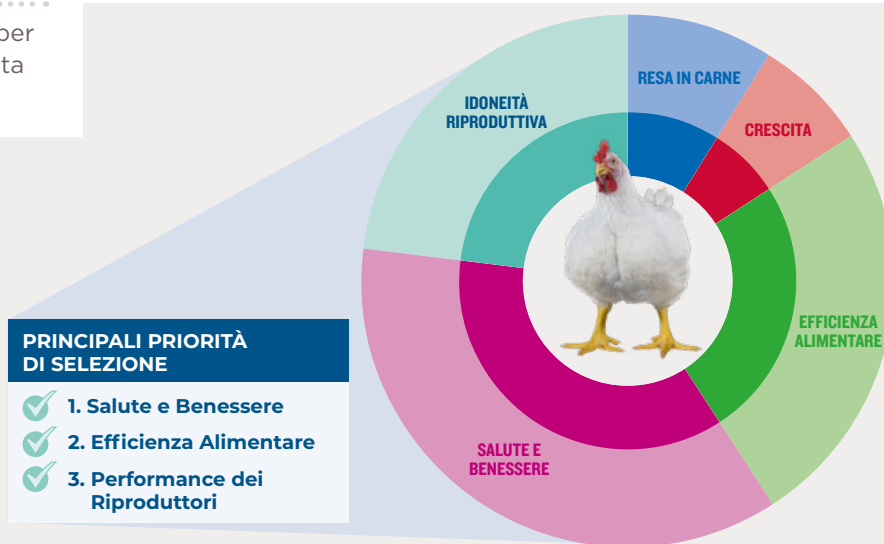 per
ta
RESA IN CARNE
IDONEITÀ
RIPRODUTTIVA
CRESCITA
EFFICIENZA
ALIMENTARE
PRINCIPALI PRIORITÀ
DI SELEZIONE
1. Salute e Benessere
2. Efficienza Alimentare
3. Performance dei
Riproduttori
SALUTE E
BENESSERE